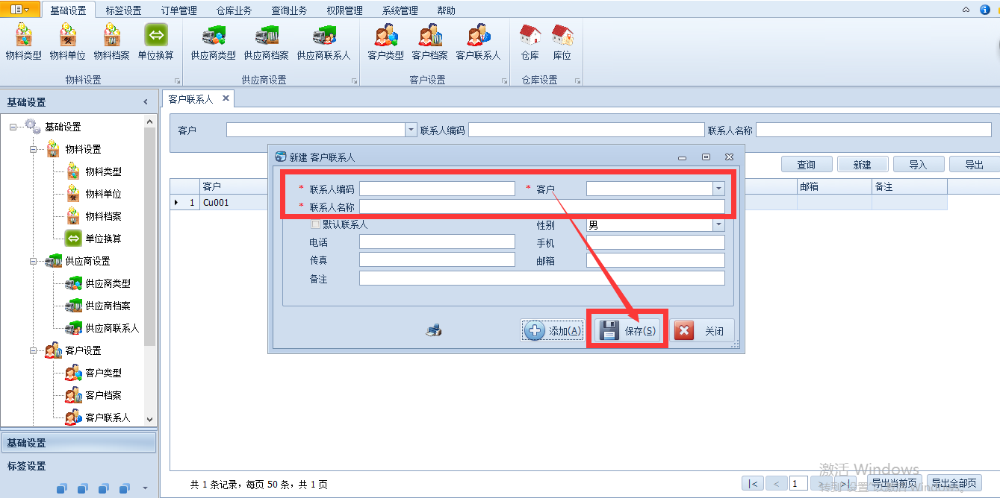 基础设置 标签设置 订单管理 仓库业务 查询业务 权限管理 系统管理 帮助
物料类型 物料单位 物料档案 单位换算 供应商类型 供应商档案 供应商联系人 客户类型 客户档案 客户联系人 仓库 库位
物料设置 供应商设置 客户设置 仓库设置
基础设置
客户联系人
基础设置
物料设置
物料类型
物料单位
物料档案
单位换算
供应商设置
供应商类型
供应商档案
供应商联系人
客户设置
客户类型
客户档案
客户联系人
基础设置
标签设置
客户 联系人编码 联系人名称
查询 新建 导入 导出
客户 邮箱 备注
1 Cu001
新建 客户联系人
* 联系人编码 * 客户
* 联系人名称
默认联系人 性别 男
电话 手机
传真 邮箱
备注
添加(A) 保存(S) 关闭
共 1 条记录，每页 50 条，共 1 页
|< < 1 > >| 导出当前页 导出全部页
激活 Windows
转到"设置"以激活 Windows。